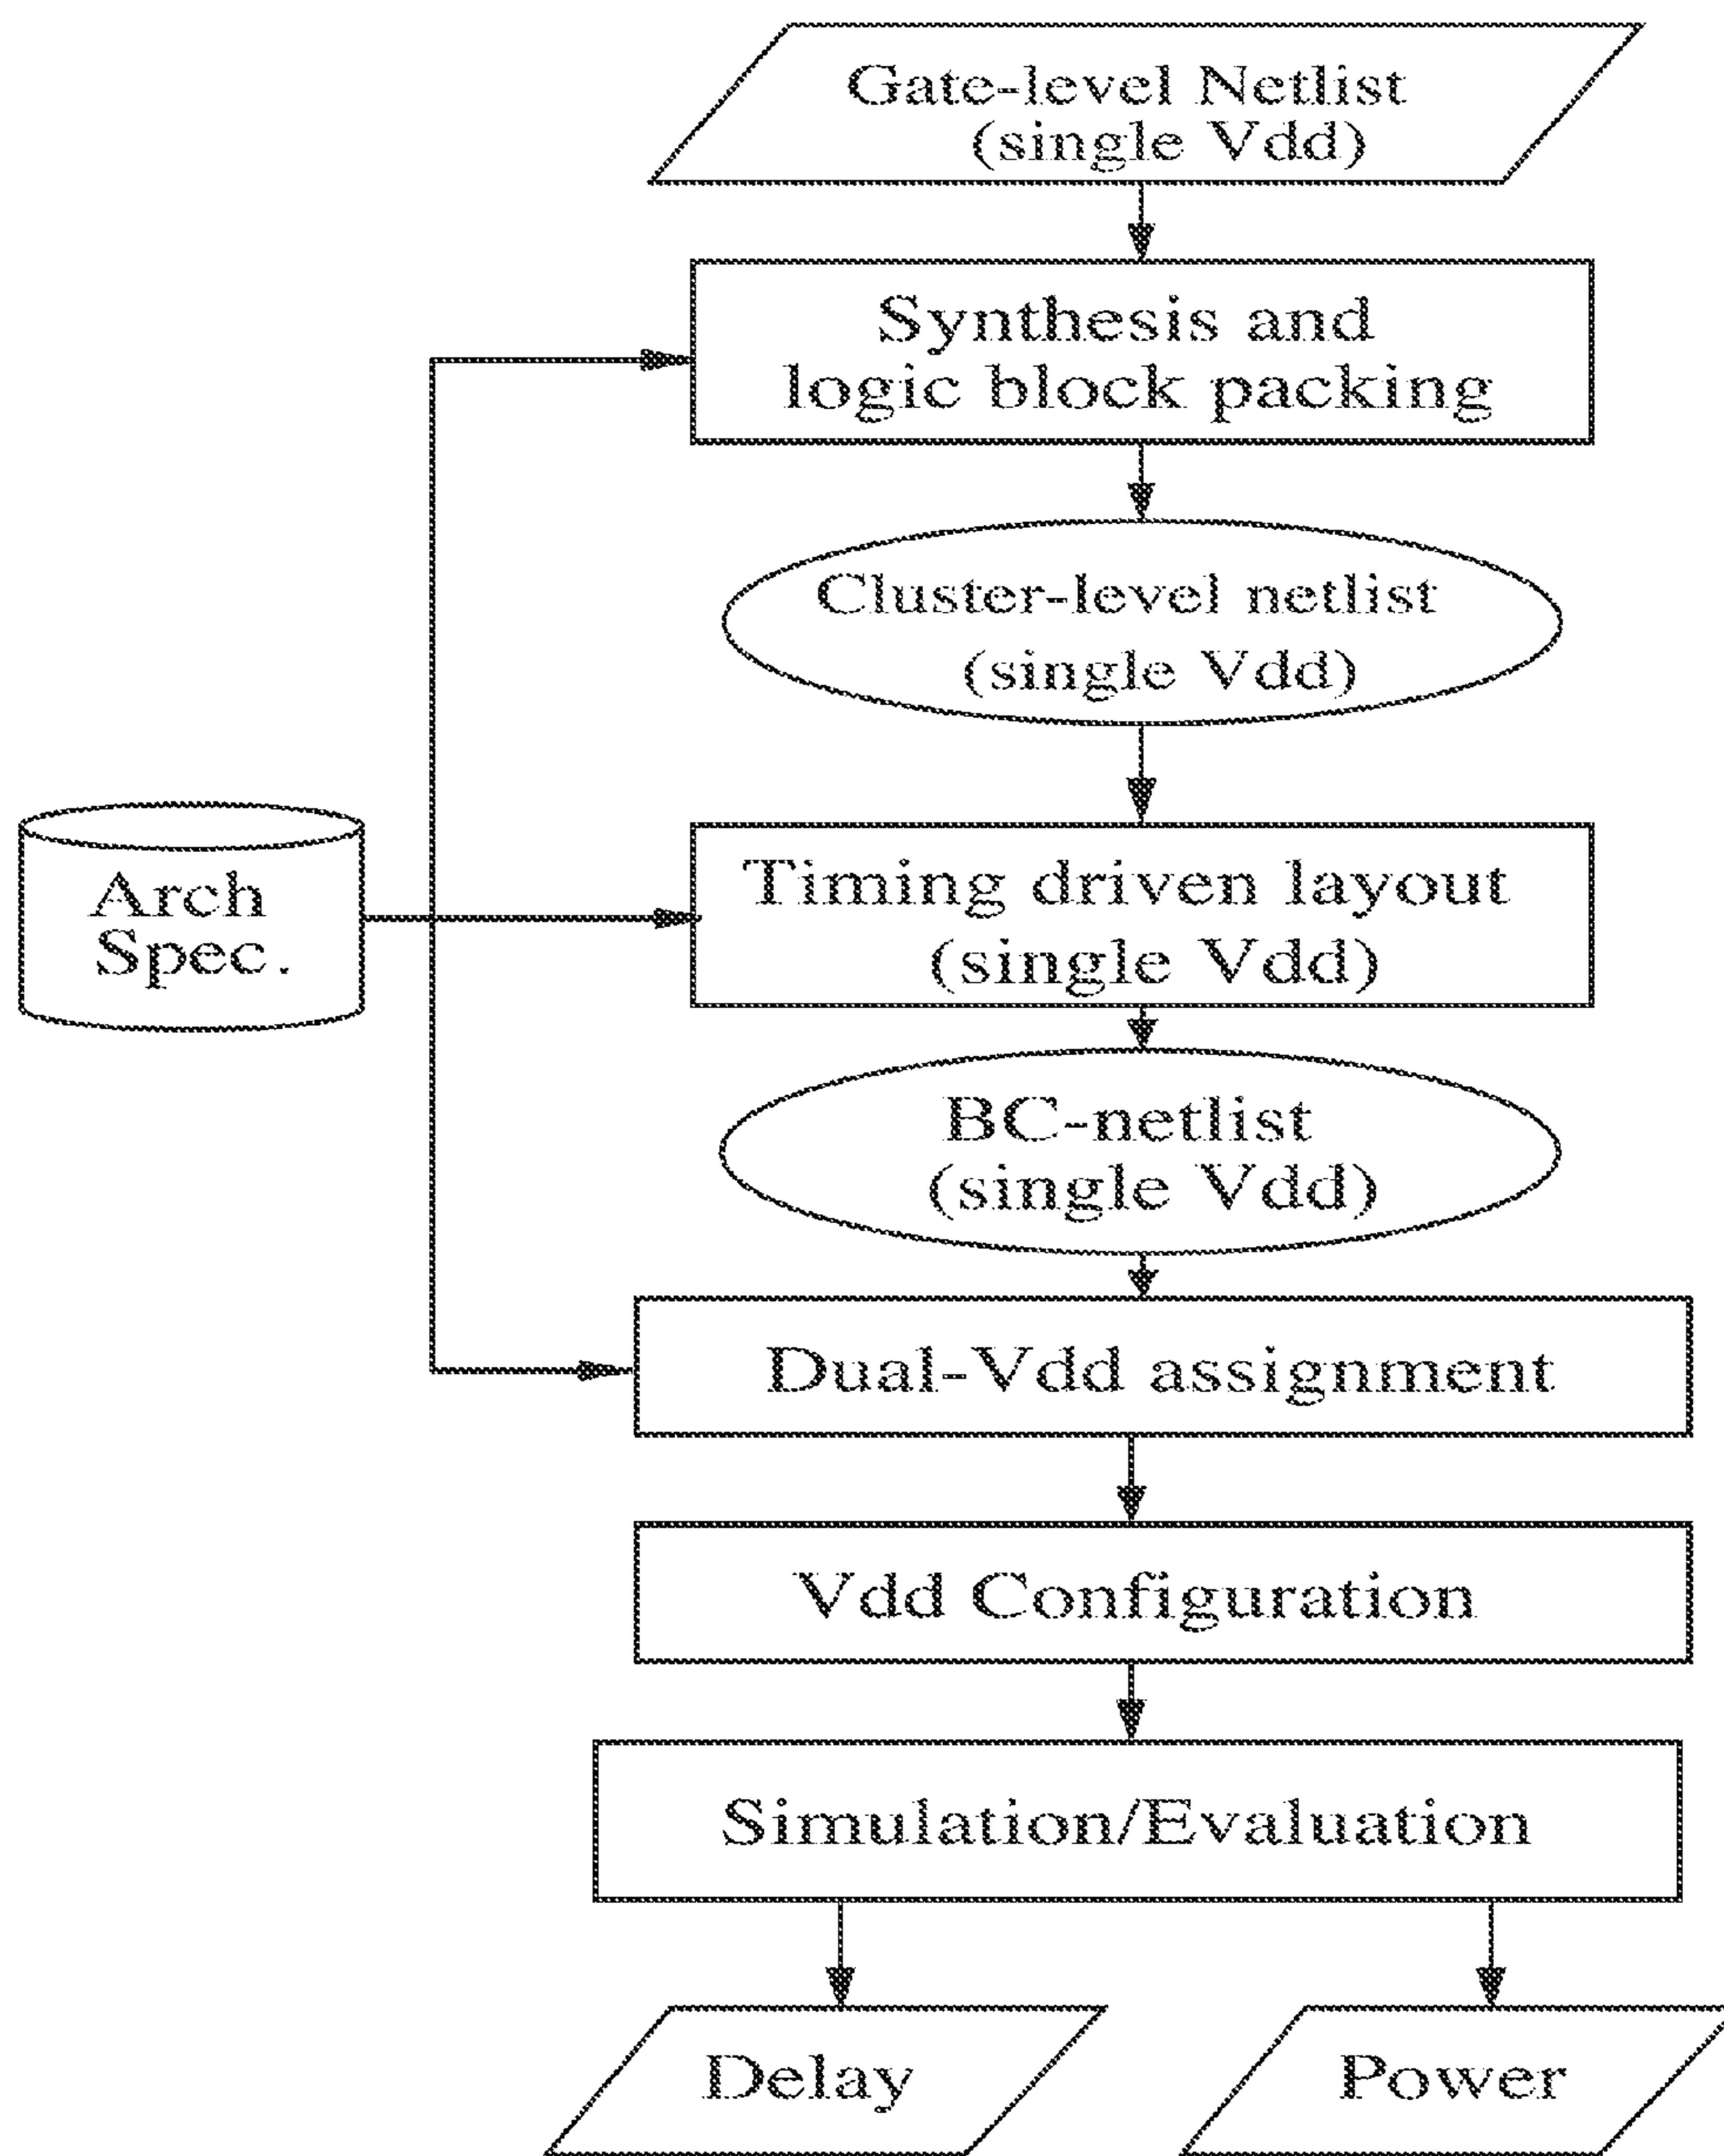 Gate-level Netlist
(single Vdd)
Synthesis and
logic block packing
Cluster-level netlist
(single Vdd)
Arch
Spec.
Timing driven layout
(single Vdd)
BC-netlist
(single Vdd)
Dual-Vdd assignment
Vdd Configuration
Simulation/Evaluation
Delay
Power